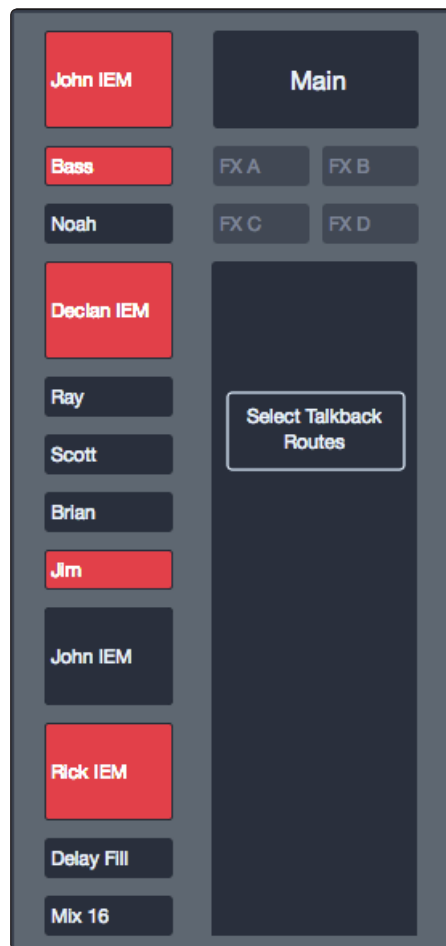 John IEM
Main
Bass
FX A
FX B
Noah
FX C
FX D
Declan IEM
Ray
Select Talkback
Routes
Scott
Brian
Jim
John IEM
Rick IEM
Delay Fill
Mix 16